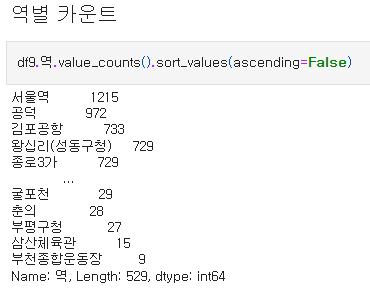 역별 카운트
df9.역.value_counts().sort_values(ascending=False)
서울역 1215
공덕 972
김포공항 733
왕십리(성동구청) 729
종로3가 729
...
굴포천 29
춘의 28
부평구청 27
삼산체육관 15
부천종합운동장 9
Name: 역, Length: 529, dtype: int64